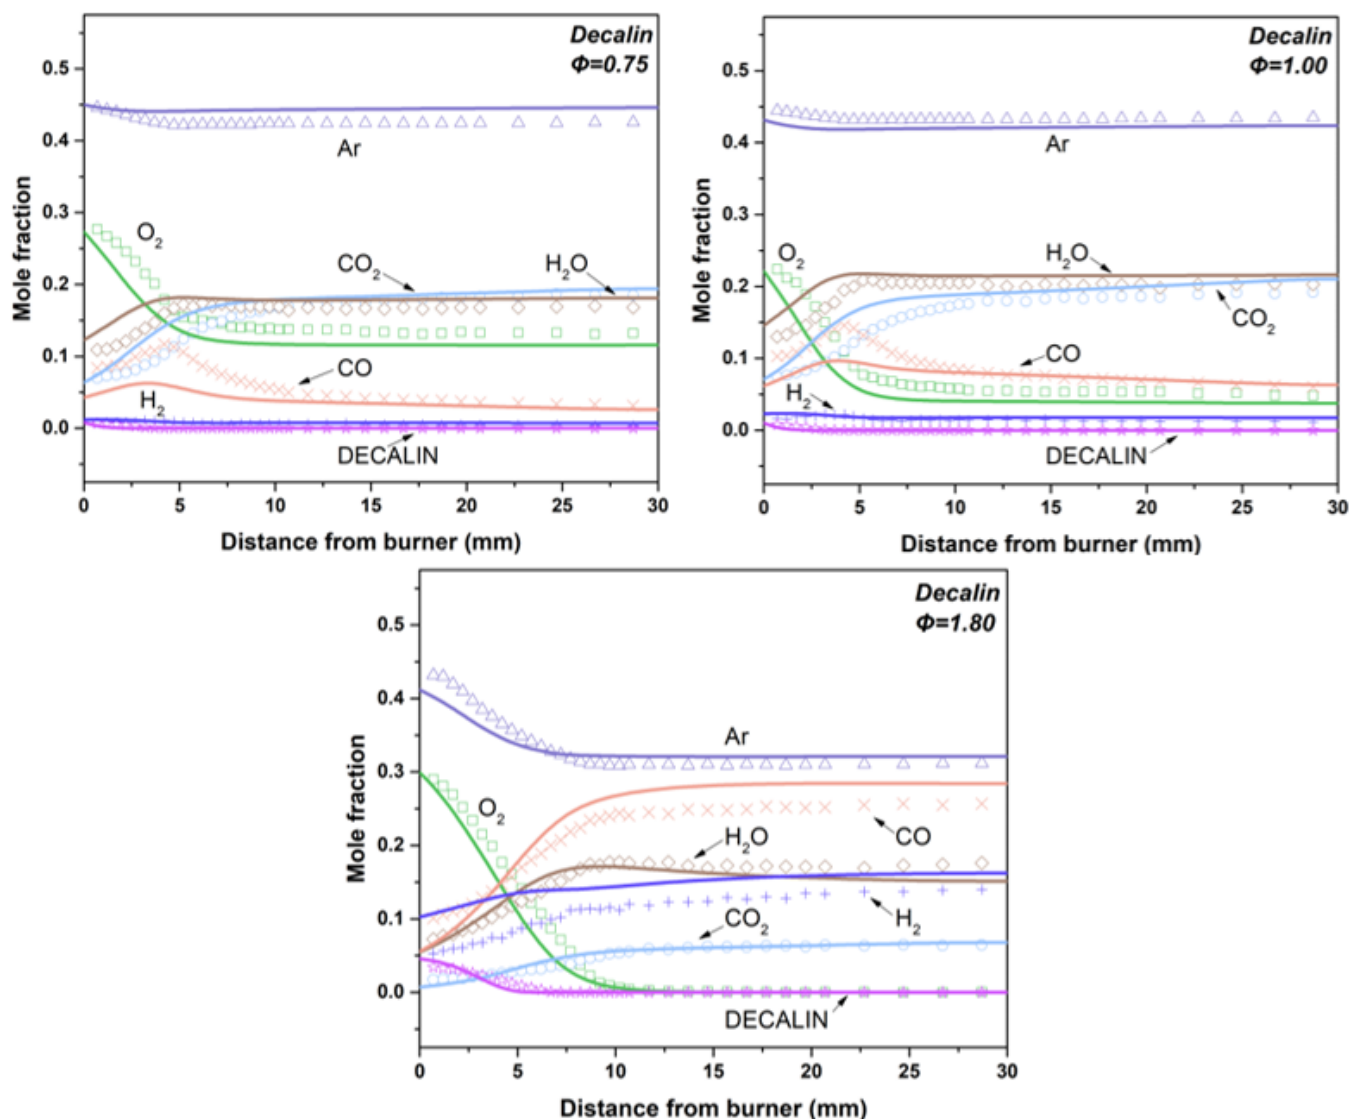 Decalin
Φ=0.75
0.5
0.4
0.3
0.2
0.1
0.0
Mole fraction
Ar
O2
CO2
H2O
CO
H2
DECALIN
0 5 10 15 20 25 30
Distance from burner (mm)
Decalin
Φ=1.00
0.5
0.4
0.3
0.2
0.1
0.0
Mole fraction
Ar
O2
H2O
CO2
CO
H2
DECALIN
0 5 10 15 20 25 30
Distance from burner (mm)
Decalin
Φ=1.80
0.5
0.4
0.3
0.2
0.1
0.0
Mole fraction
Ar
O2
H2O
CO
H2
CO2
DECALIN
0 5 10 15 20 25 30
Distance from burner (mm)